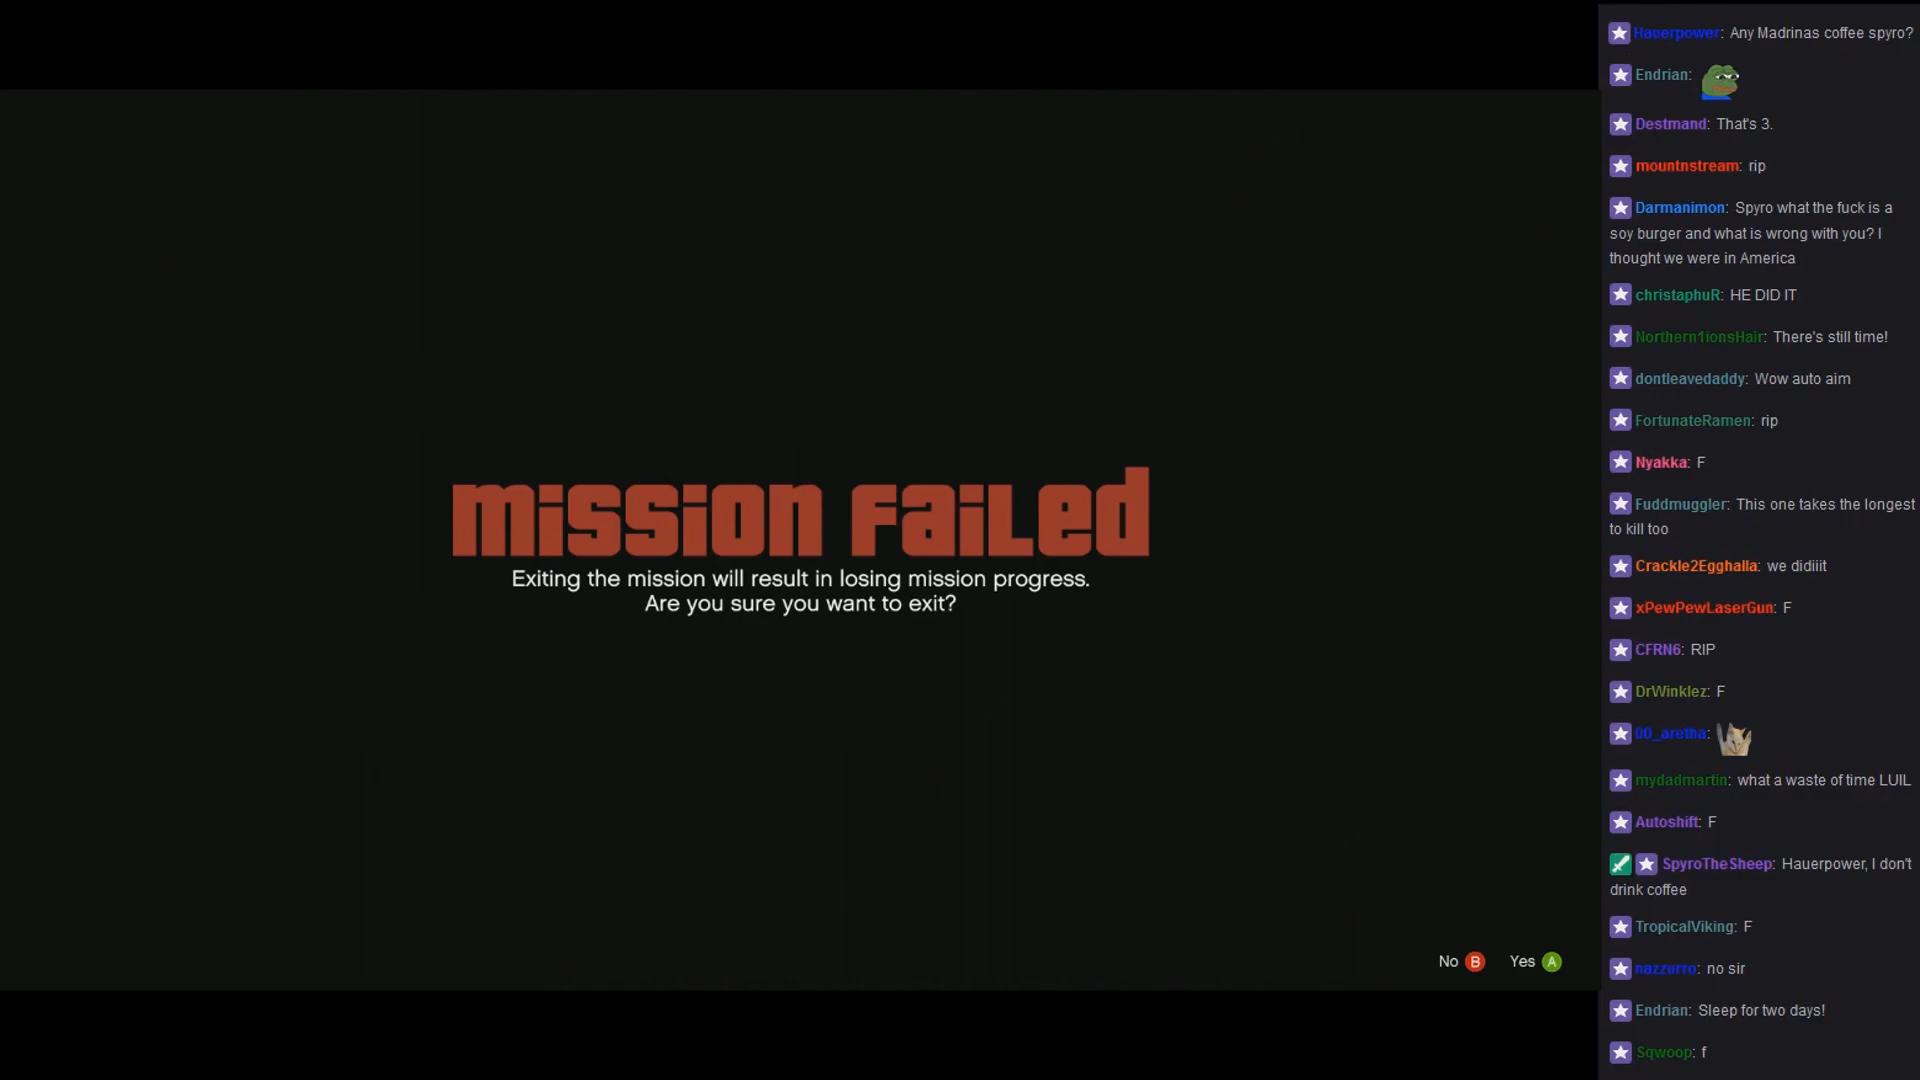 mission failed
Exiting the mission will result in losing mission progress.
Are you sure you want to exit?
No B Yes A
Hauerpower: Any Madrinas coffee spyro?
Endrian:
Destmand: That's 3.
mountnstream: rip
Darmanimon: Spyro what the fuck is a
soy burger and what is wrong with you? I
thought we were in America
christaphuR: HE DID IT
Northern1ionsHair: There's still time!
dontleavedaddy: Wow auto aim
FortunateRamen: rip
Nyakka: F
Fuddmuggler: This one takes the longest
to kill too
Crackle2Egghalla: we didiiit
xPewPewLaserGun: F
CFRN6: RIP
DrWinklez: F
00_aretha:
mydadmartin: what a waste of time LUIL
Autoshift: F
SpyroTheSheep: Hauerpower, I don't
drink coffee
TropicalViking: F
nazzurro: no sir
Endrian: Sleep for two days!
Sqwoop: f